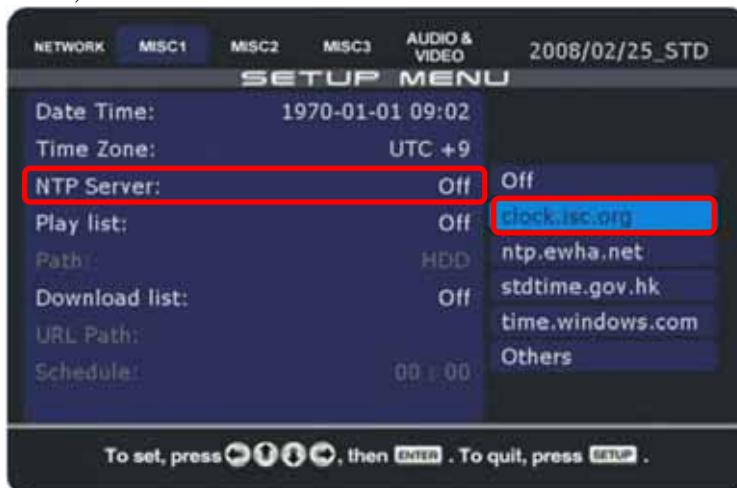 NETWORK MISC1 MISC2 MISC3 AUDIO & VIDEO 2008/02/25_STD
SETUP MENU
Date Time: 1970-01-01 09:02
Time Zone: UTC +9
NTP Server: Off
Play list: Off
Path: HDD
Download list: Off
URL Path:
Schedule: 00 : 00
Off
clock.isc.org
ntp.ewha.net
stdtime.gov.hk
time.windows.com
Others
To set, press , then ENTER . To quit, press SETUP .